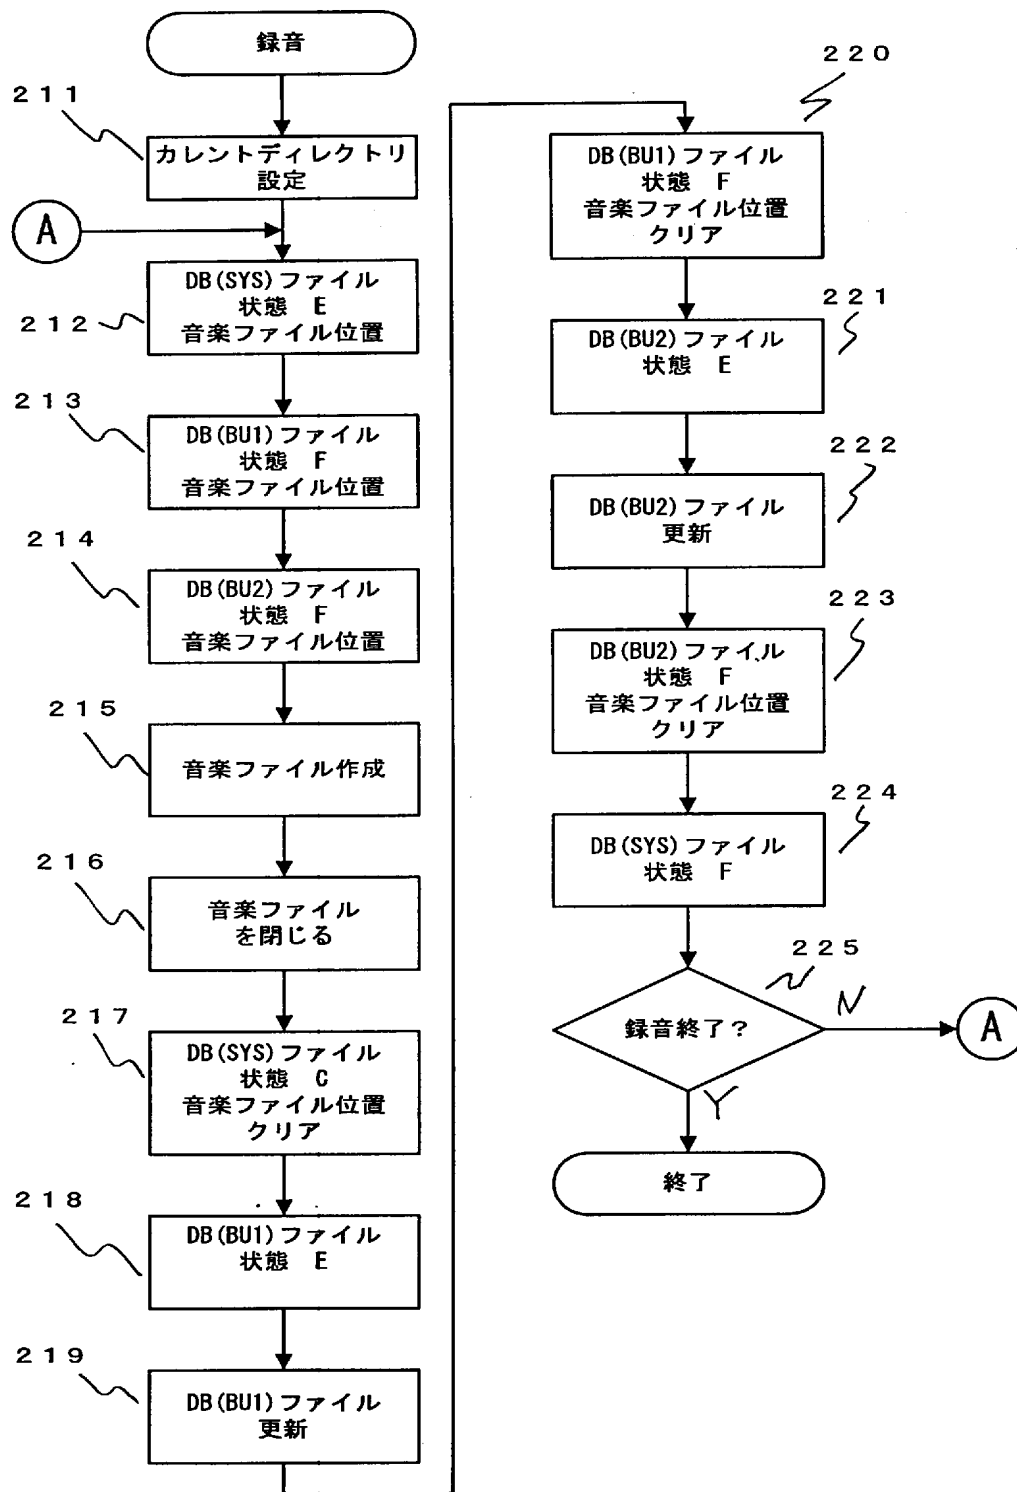 録音
211
カレントディレクトリ
設定
A
212
DB(SYS)ファイル
状態 E
音楽ファイル位置
213
DB(BU1)ファイル
状態 F
音楽ファイル位置
214
DB(BU2)ファイル
状態 F
音楽ファイル位置
215
音楽ファイル作成
216
音楽ファイル
を閉じる
217
DB(SYS)ファイル
状態 C
音楽ファイル位置
クリア
218
DB(BU1)ファイル
状態 E
219
DB(BU1)ファイル
更新
220
DB(BU1)ファイル
状態 F
音楽ファイル位置
クリア
221
DB(BU2)ファイル
状態 E
222
DB(BU2)ファイル
更新
223
DB(BU2)ファイル
状態 F
音楽ファイル位置
クリア
224
DB(SYS)ファイル
状態 F
225
録音終了?
N
A
Y
終了